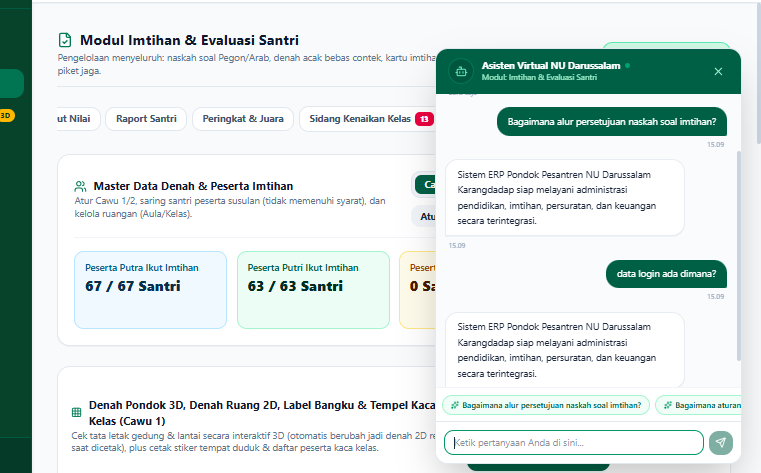 Modul Imtihan & Evaluasi Santri
Pengelolaan menyeluruh: naskah soal Pegon/Arab, denah acak bebas contek, kartu imtiha
piket jaga.
ut Nilai
Raport Santri
Peringkat & Juara
Sidang Kenaikan Kelas 13
3D
Master Data Denah & Peserta Imtihan
Atur Cawu 1/2, saring santri peserta susulan (tidak memenuhi syarat), dan
kelola ruangan (Aula/Kelas).
Ca
Atu
Peserta Putra Ikut Imtihan
67 / 67 Santri
Peserta Putri Ikut Imtihan
63 / 63 Santri
Peser
0 Sa
Denah Pondok 3D, Denah Ruang 2D, Label Bangku & Tempel Kaca
Kelas (Cawu 1)
Cek tata letak gedung & lantai secara interaktif 3D (otomatis berubah jadi denah 2D re
saat dicetak), plus cetak stiker tempat duduk & daftar peserta kaca kelas.
Asisten Virtual NU Darussalam
Modul: Imtihan & Evaluasi Santri
Bagaimana alur persetujuan naskah soal imtihan?
15.09
Sistem ERP Pondok Pesantren NU Darussalam
Karangdadap siap melayani administrasi
pendidikan, imtihan, persuratan, dan keuangan
secara terintegrasi.
15.09
data login ada dimana?
15.09
Sistem ERP Pondok Pesantren NU Darussalam
Karangdadap siap melayani administrasi
pendidikan, imtihan, persuratan, dan keuangan
secara terintegrasi.
Bagaimana alur persetujuan naskah soal imtihan?
Bagaimana aturan
Ketik pertanyaan Anda di sini...